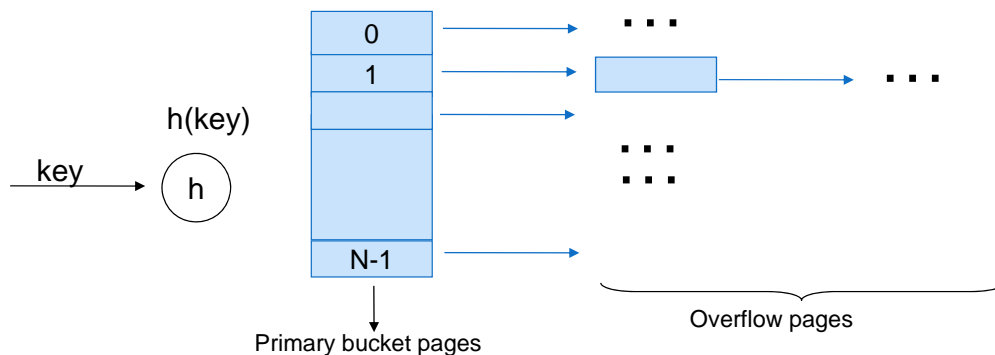 0
1
h(key)
key
h
N-1
Overflow pages
Primary bucket pages